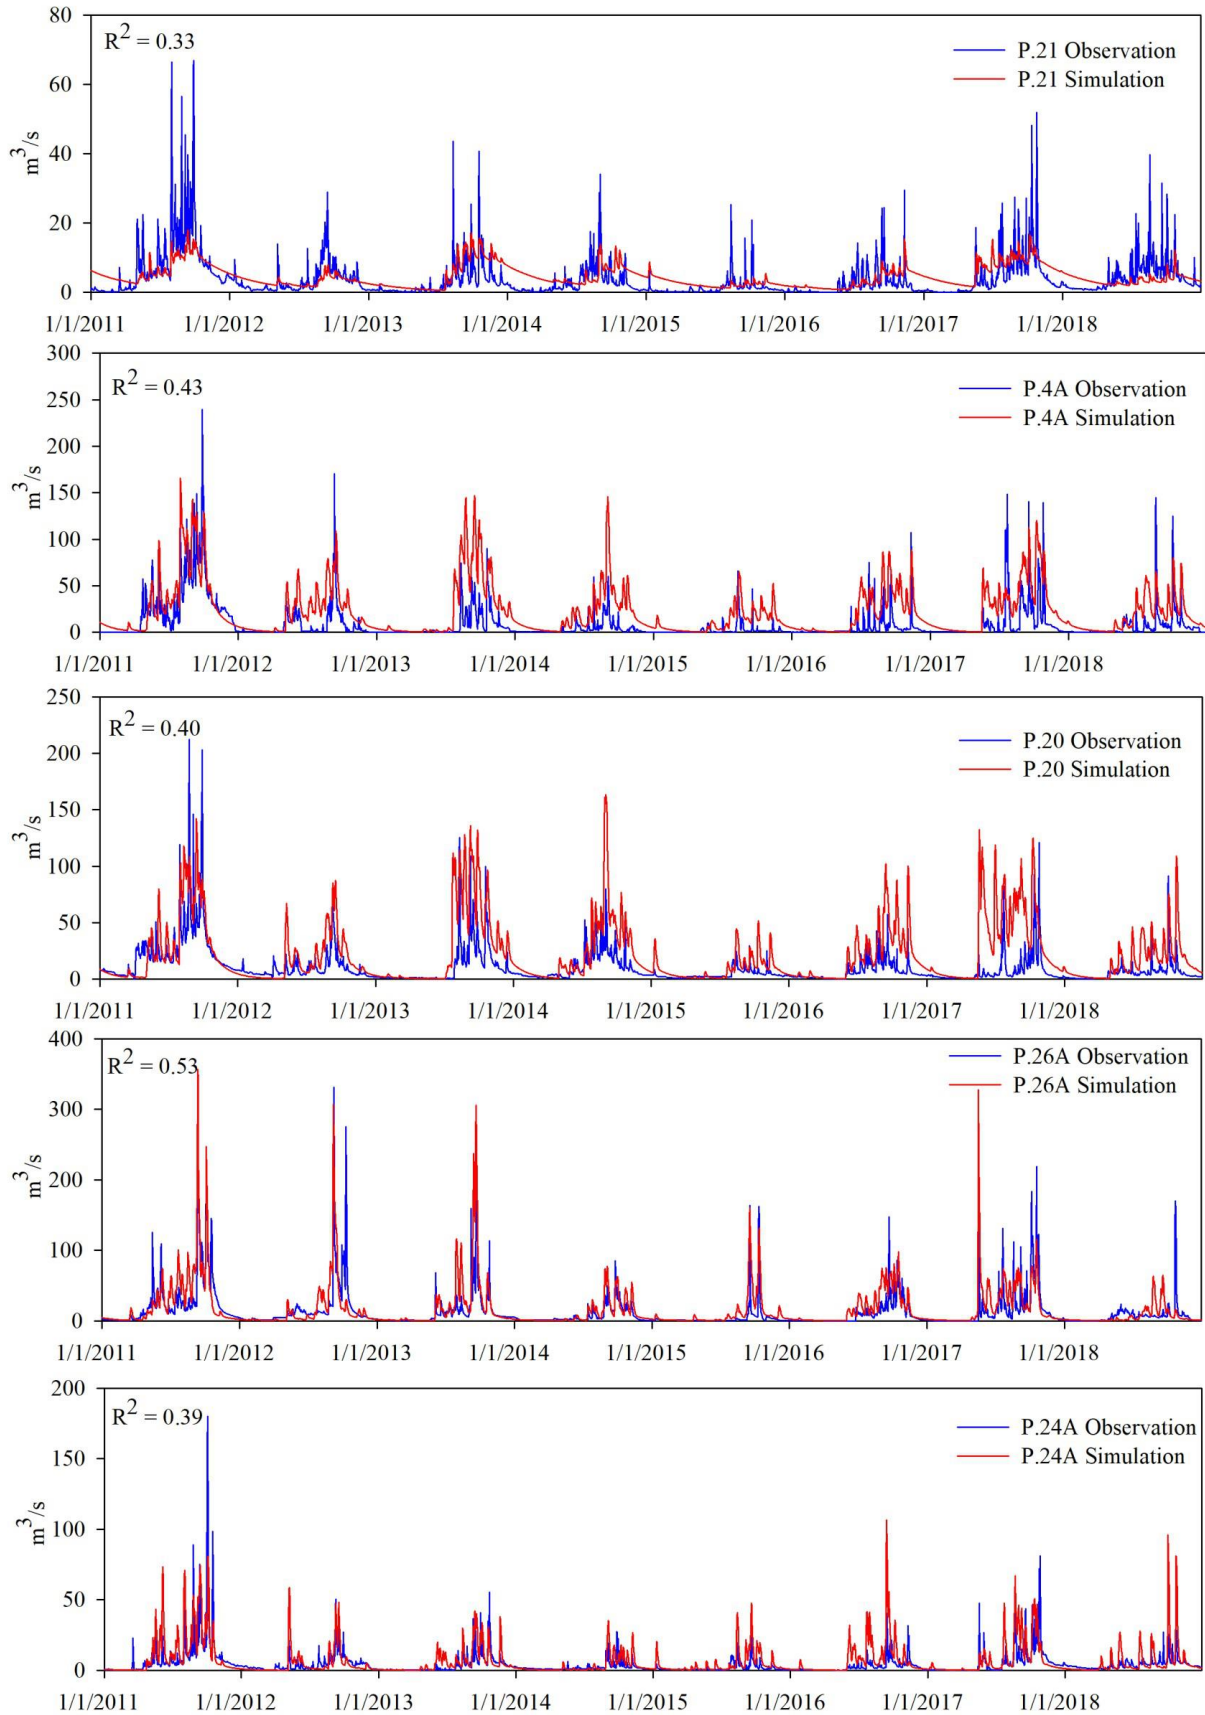 80
R² = 0.33
P.21 Observation
P.21 Simulation
60
40
20
0
m³/s
1/1/2011 1/1/2012 1/1/2013 1/1/2014 1/1/2015 1/1/2016 1/1/2017 1/1/2018
300
R² = 0.43
P.4A Observation
P.4A Simulation
250
200
150
100
50
0
m³/s
1/1/2011 1/1/2012 1/1/2013 1/1/2014 1/1/2015 1/1/2016 1/1/2017 1/1/2018
250
R² = 0.40
P.20 Observation
P.20 Simulation
200
150
100
50
0
m³/s
1/1/2011 1/1/2012 1/1/2013 1/1/2014 1/1/2015 1/1/2016 1/1/2017 1/1/2018
400
R² = 0.53
P.26A Observation
P.26A Simulation
300
200
100
0
m³/s
1/1/2011 1/1/2012 1/1/2013 1/1/2014 1/1/2015 1/1/2016 1/1/2017 1/1/2018
200
R² = 0.39
P.24A Observation
P.24A Simulation
150
100
50
0
m³/s
1/1/2011 1/1/2012 1/1/2013 1/1/2014 1/1/2015 1/1/2016 1/1/2017 1/1/2018